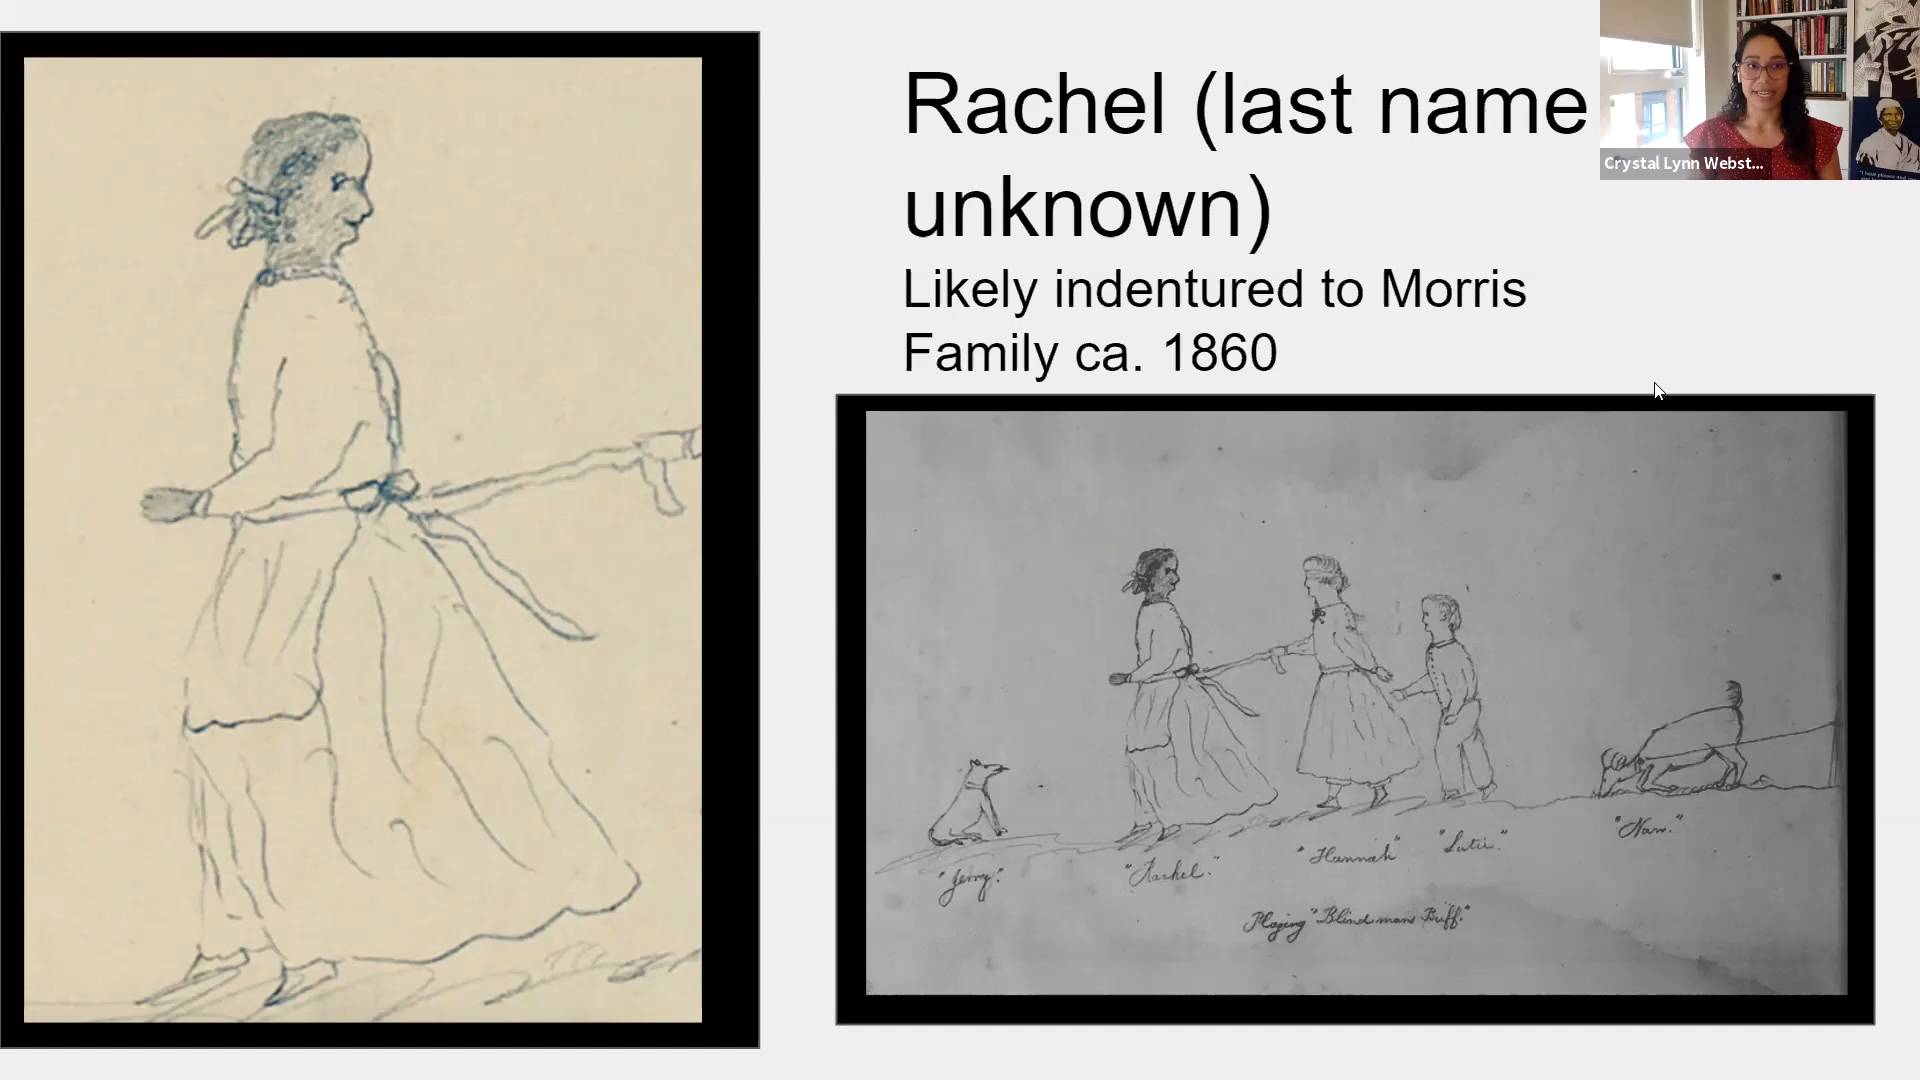 Rachel (last name
unknown)
Likely indentured to Morris
Family ca. 1860
Crystal Lynn Webst...
"Jerry."
"Rachel."
"Hannah"
"Lutie."
"Nan."
Playing "Blind mans Buff."